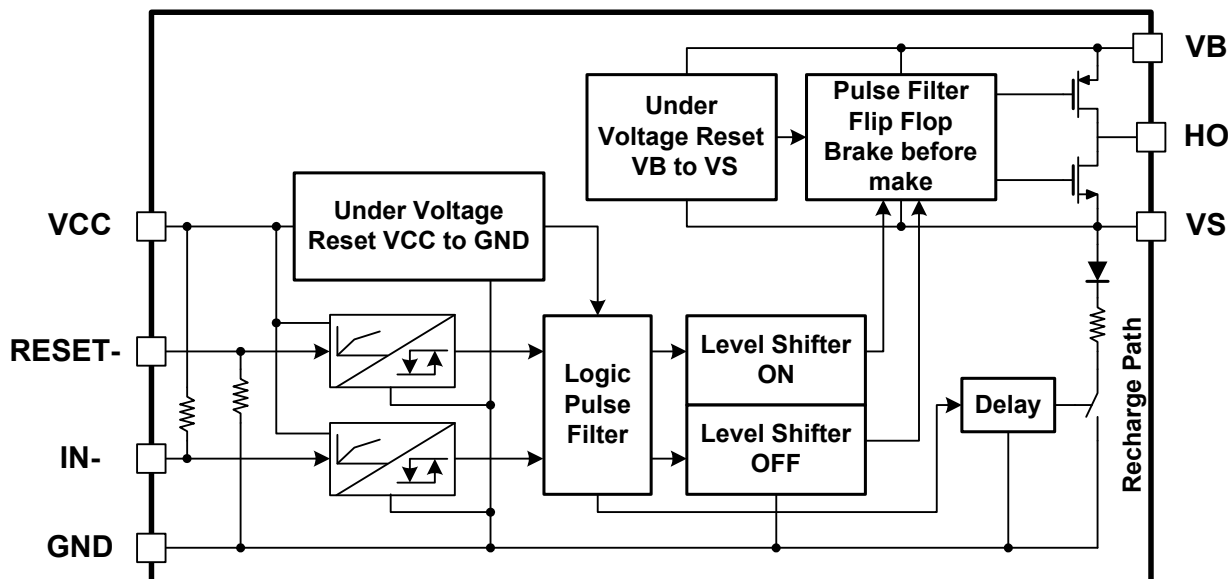 VB
Under
Voltage Reset
VB to VS
Pulse Filter
Flip Flop
Brake before
make
HO
VCC
Under Voltage
Reset VCC to GND
VS
RESET-
Logic
Pulse
Filter
Level Shifter
ON
Level Shifter
OFF
Delay
Recharge Path
IN-
GND